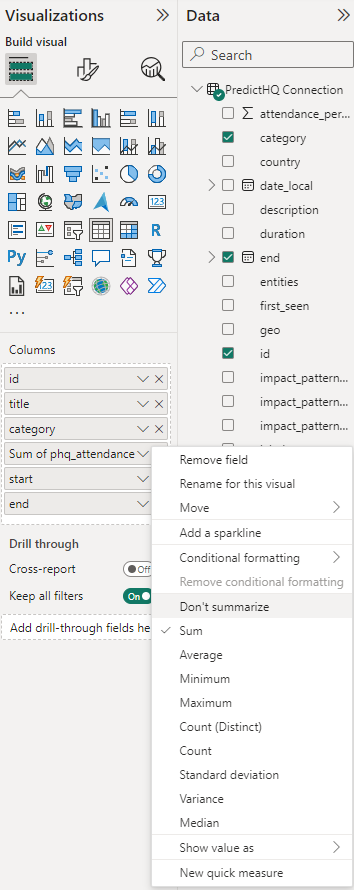 Visualizations
Build visual
123
R
Py
123
...
Columns
id
title
category
Sum of phq_attendance
start
end
Drill through
Cross-report
Off
Keep all filters
On
Add drill-through fields he
Data
Search
PredictHQ Connection
attendance_per...
category
country
date_local
description
duration
end
entities
first_seen
geo
id
impact_pattern...
impact_pattern...
impact_pattern...
Remove field
Rename for this visual
Move
Add a sparkline
Conditional formatting
Remove conditional formatting
Don't summarize
Sum
Average
Minimum
Maximum
Count (Distinct)
Count
Standard deviation
Variance
Median
Show value as
New quick measure